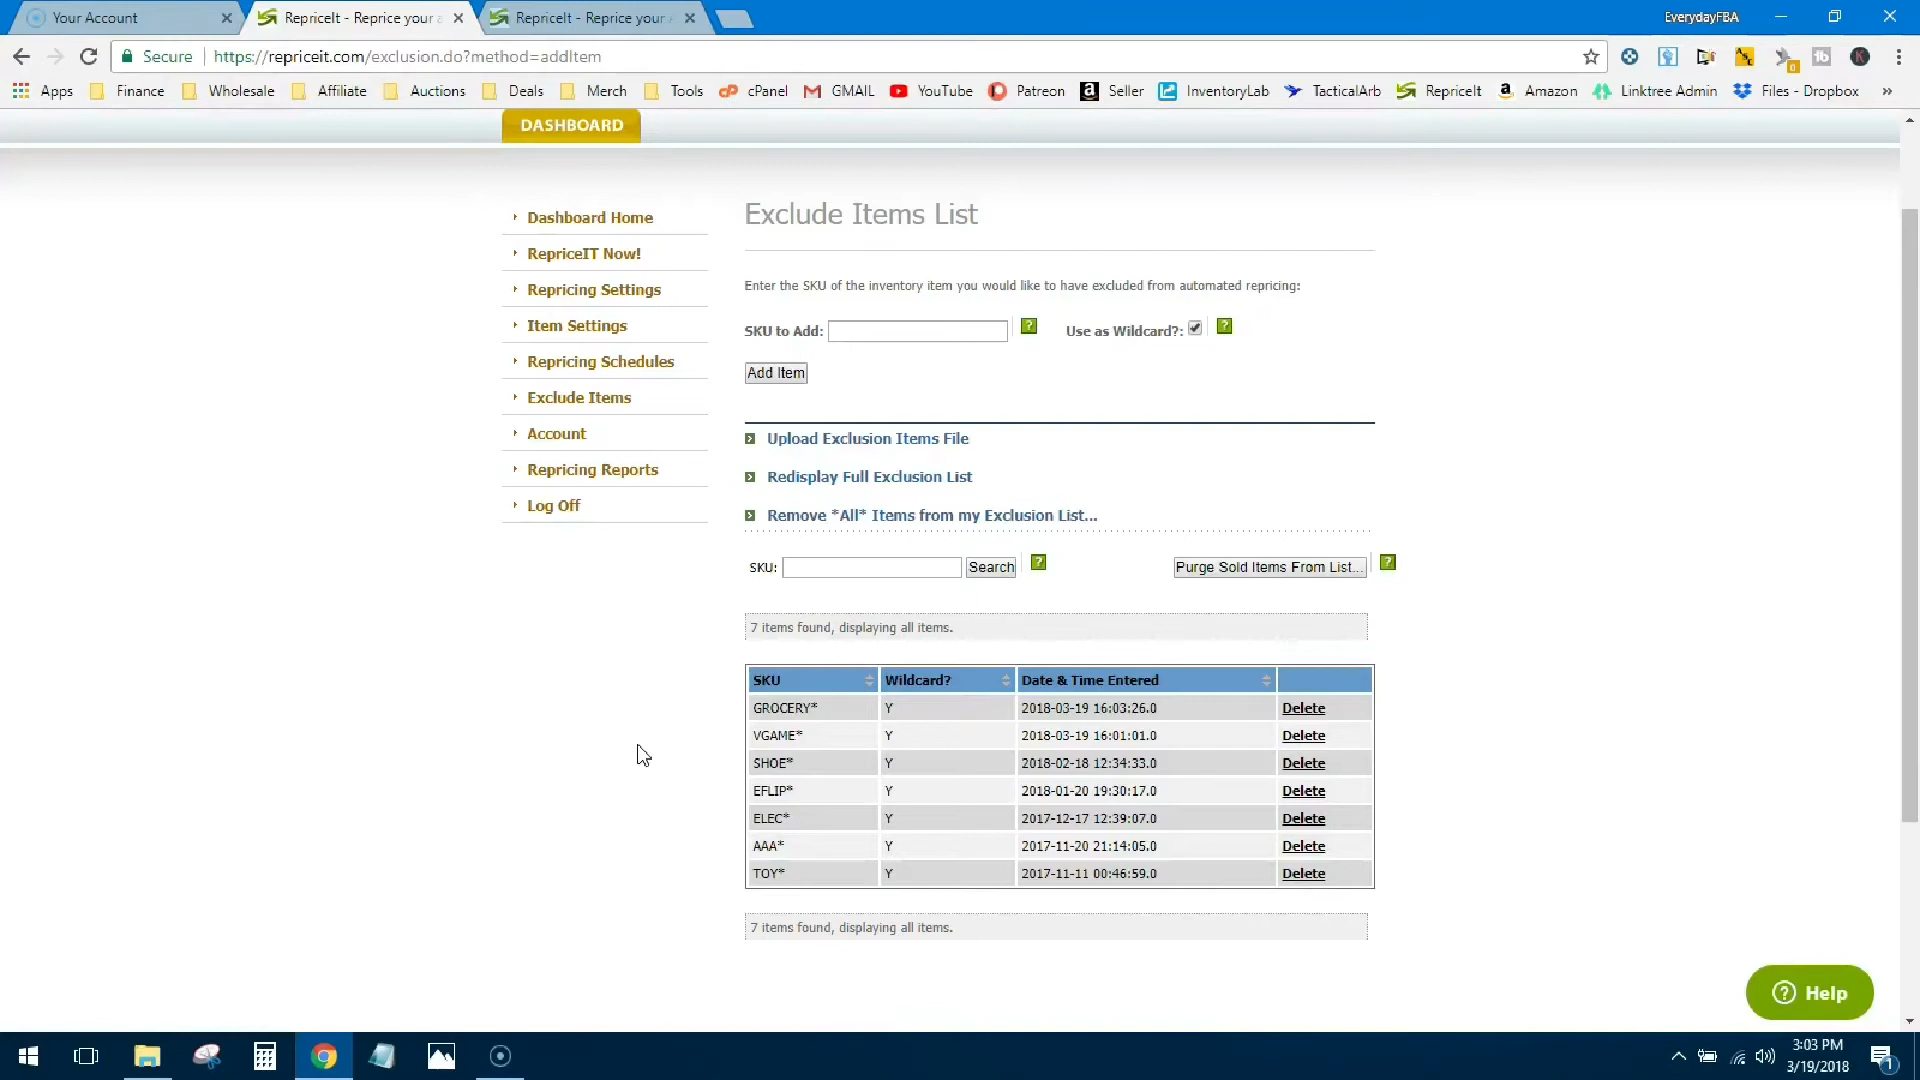 Your Account
RepriceIt - Reprice your a
RepriceIt - Reprice your
EverydayFBA
Secure
https://repriceit.com/exclusion.do?method=addItem
Apps
Finance
Wholesale
Affiliate
Auctions
Deals
Merch
Tools
cPanel
GMAIL
YouTube
Patreon
Seller
InventoryLab
TacticalArb
RepriceIt
Amazon
Linktree Admin
Files - Dropbox
»
DASHBOARD
Dashboard Home
RepriceIT Now!
Repricing Settings
Item Settings
Repricing Schedules
Exclude Items
Account
Repricing Reports
Log Off
Exclude Items List
Enter the SKU of the inventory item you would like to have excluded from automated repricing:
SKU to Add: ? Use as Wildcard?: ?
Add Item
Upload Exclusion Items File
Redisplay Full Exclusion List
Remove *All* Items from my Exclusion List...
SKU: Search ? Purge Sold Items From List... ?
7 items found, displaying all items.
SKU Wildcard? Date & Time Entered
GROCERY* Y 2018-03-19 16:03:26.0 Delete
VGAME* Y 2018-03-19 16:01:01.0 Delete
SHOE* Y 2018-02-18 12:34:33.0 Delete
EFLIP* Y 2018-01-20 19:30:17.0 Delete
ELEC* Y 2017-12-17 12:39:07.0 Delete
AAA* Y 2017-11-20 21:14:05.0 Delete
TOY* Y 2017-11-11 00:46:59.0 Delete
7 items found, displaying all items.
? Help
3:03 PM
3/19/2018
1